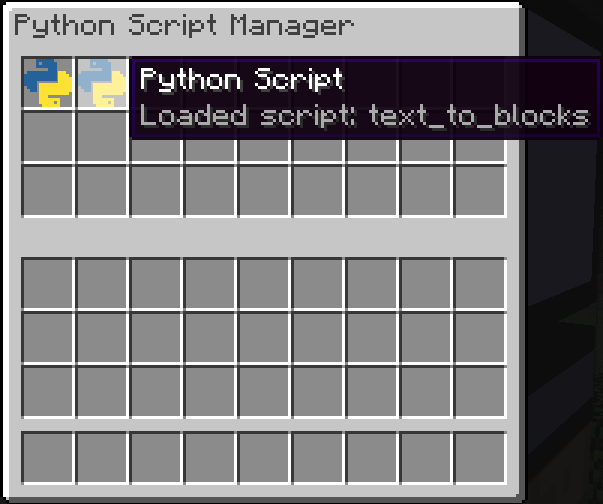 Python Script Manager
Python Script
Loaded script: text_to_blocks